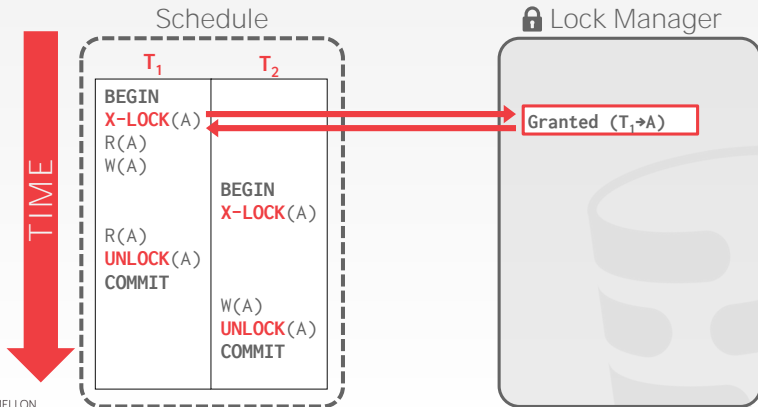 Schedule
Lock Manager
TIME
T1
T2
BEGIN
X-LOCK(A)
R(A)
W(A)
BEGIN
X-LOCK(A)
R(A)
UNLOCK(A)
COMMIT
W(A)
UNLOCK(A)
COMMIT
Granted (T1→A)